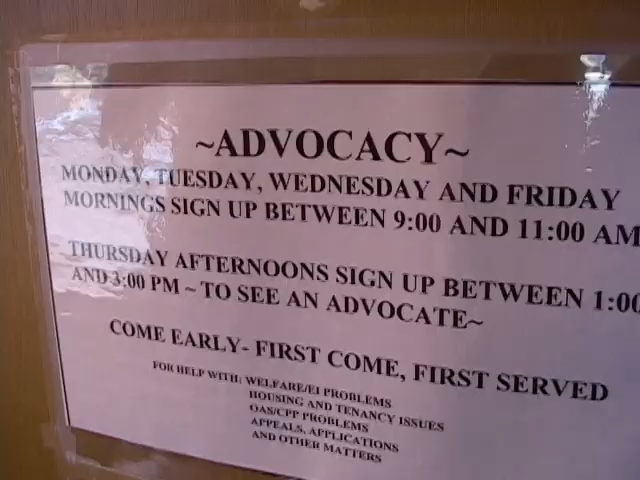 ~ADVOCACY~
MONDAY, TUESDAY, WEDNESDAY AND FRIDAY
MORNINGS SIGN UP BETWEEN 9:00 AND 11:00 AM
THURSDAY AFTERNOONS SIGN UP BETWEEN 1:00
AND 3:00 PM ~ TO SEE AN ADVOCATE~
COME EARLY- FIRST COME, FIRST SERVED
FOR HELP WITH: WELFARE/EI PROBLEMS
HOUSING AND TENANCY ISSUES
OAS/CPP PROBLEMS
APPEALS, APPLICATIONS
AND OTHER MATTERS